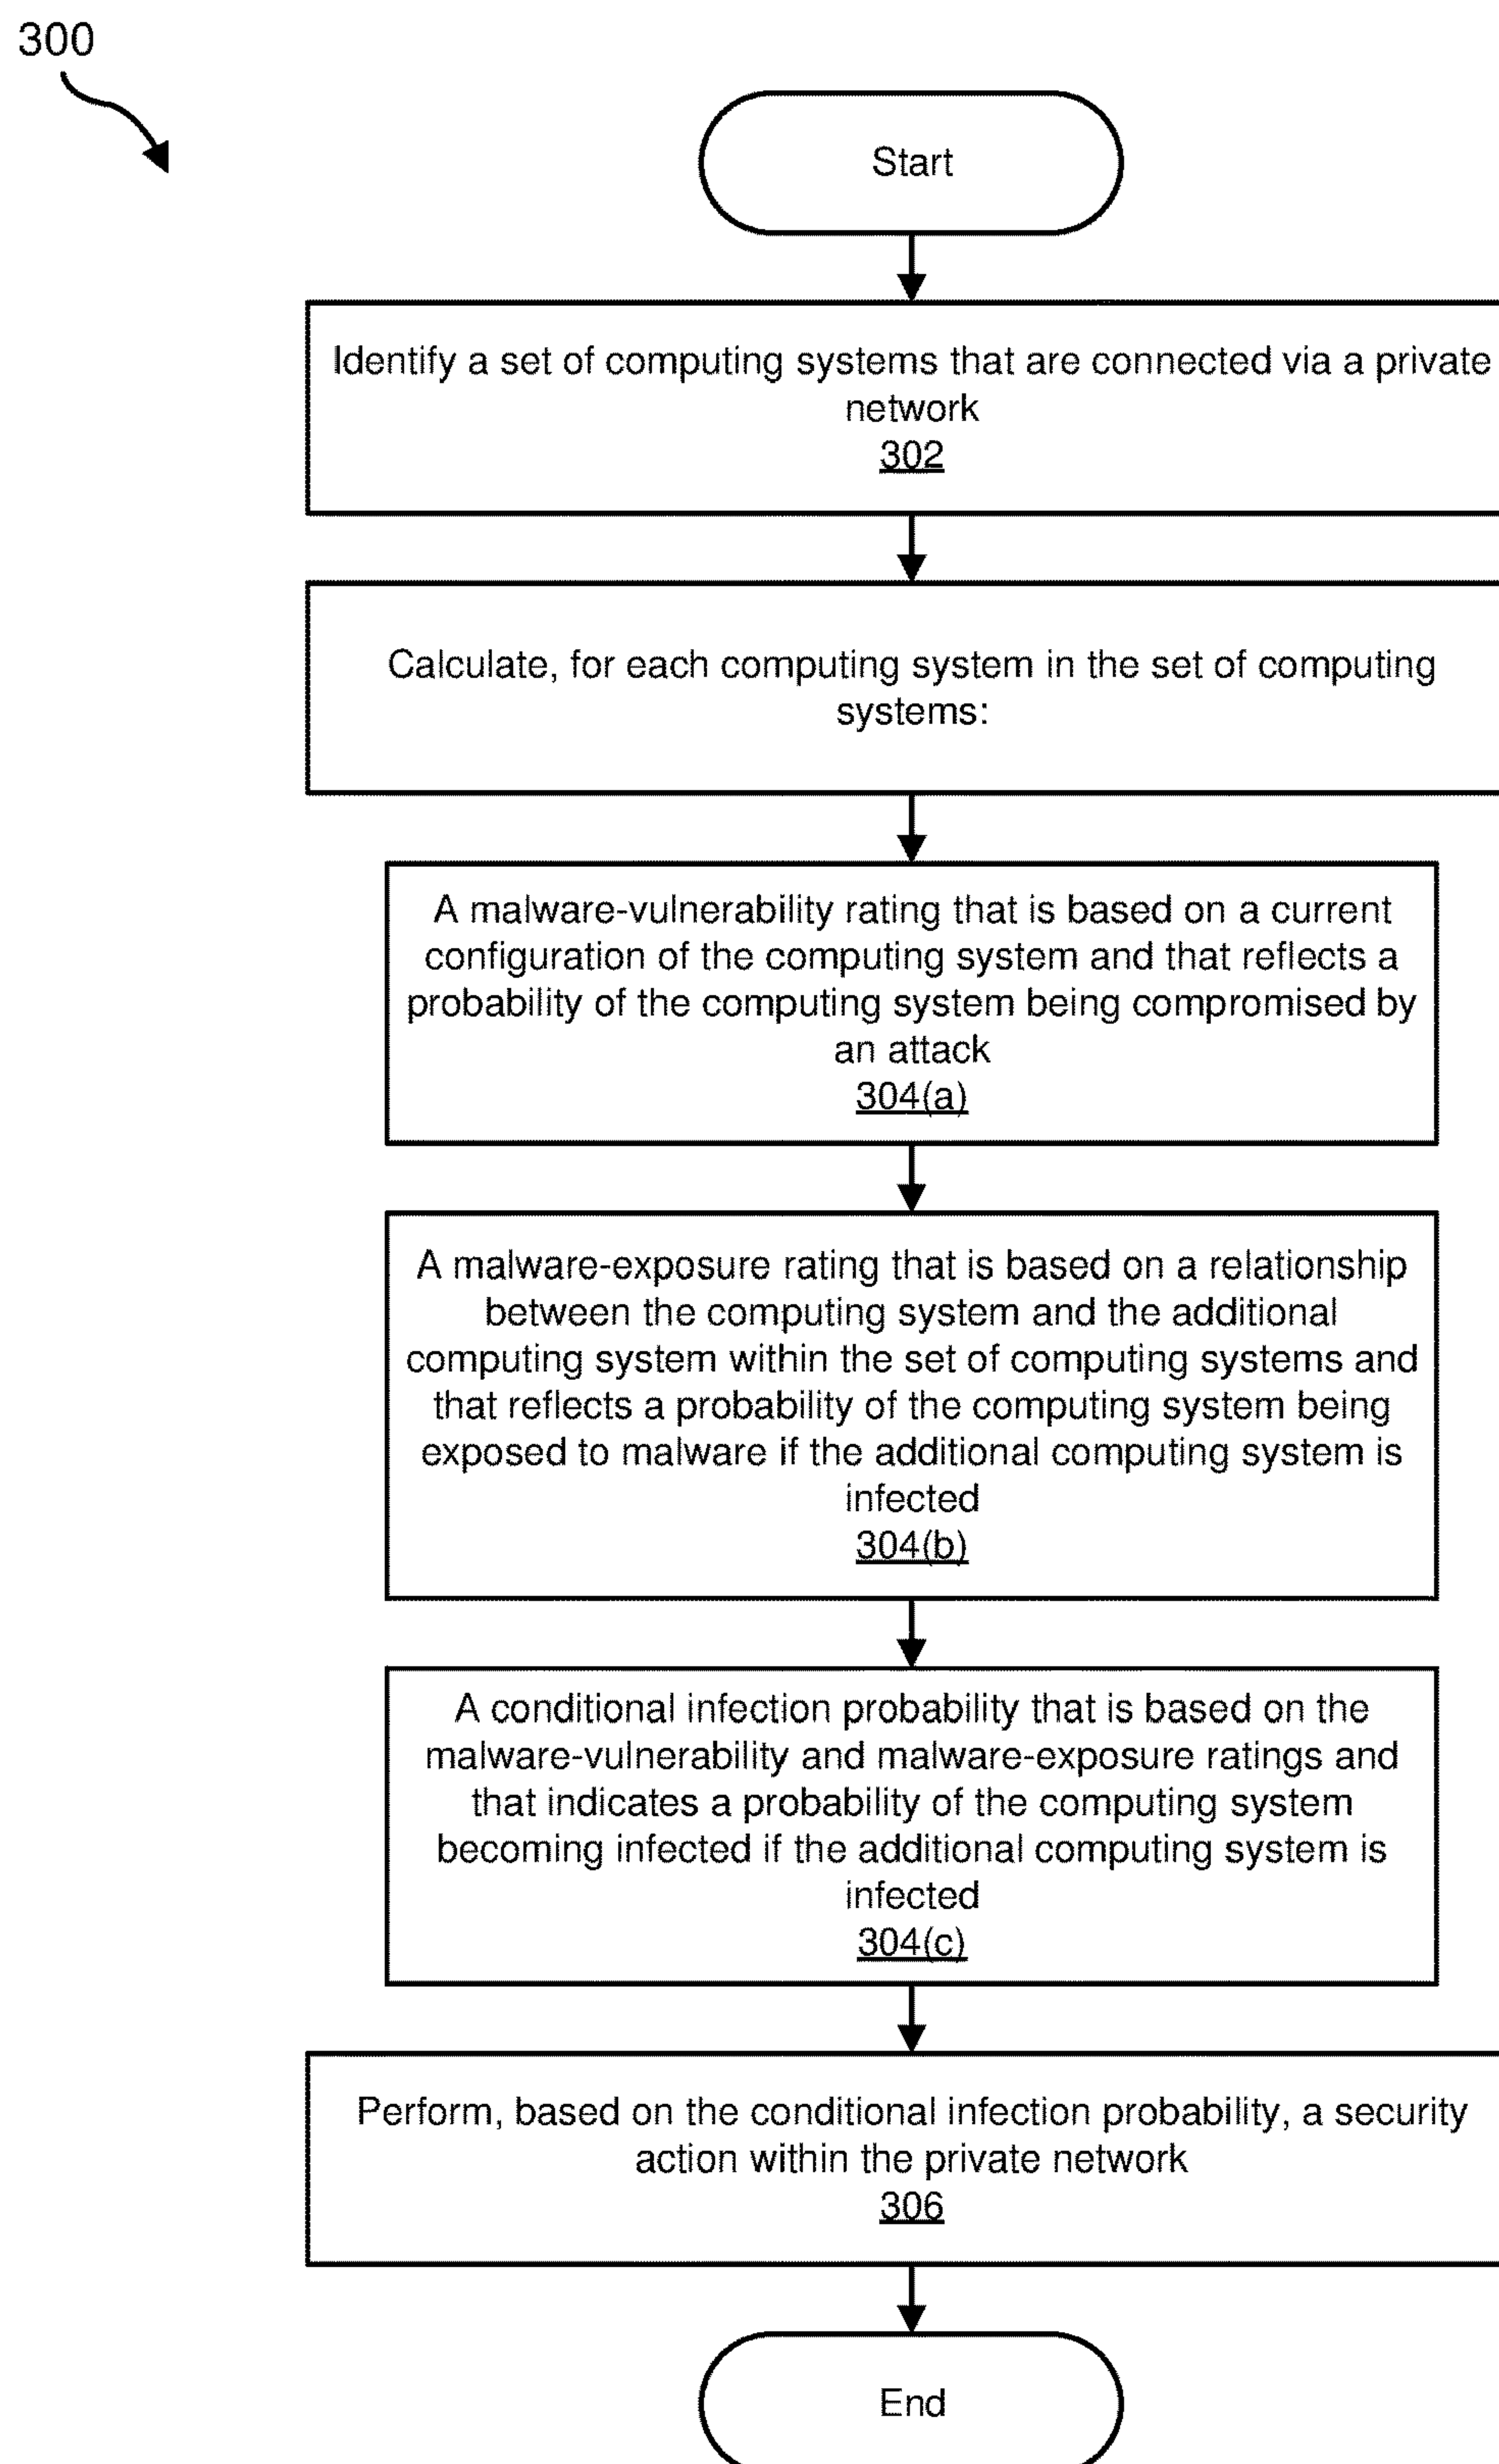 300
Start
Identify a set of computing systems that are connected via a private
network
302
Calculate, for each computing system in the set of computing
systems:
A malware-vulnerability rating that is based on a current
configuration of the computing system and that reflects a
probability of the computing system being compromised by
an attack
304(a)
A malware-exposure rating that is based on a relationship
between the computing system and the additional
computing system within the set of computing systems and
that reflects a probability of the computing system being
exposed to malware if the additional computing system is
infected
304(b)
A conditional infection probability that is based on the
malware-vulnerability and malware-exposure ratings and
that indicates a probability of the computing system
becoming infected if the additional computing system is
infected
304(c)
Perform, based on the conditional infection probability, a security
action within the private network
306
End